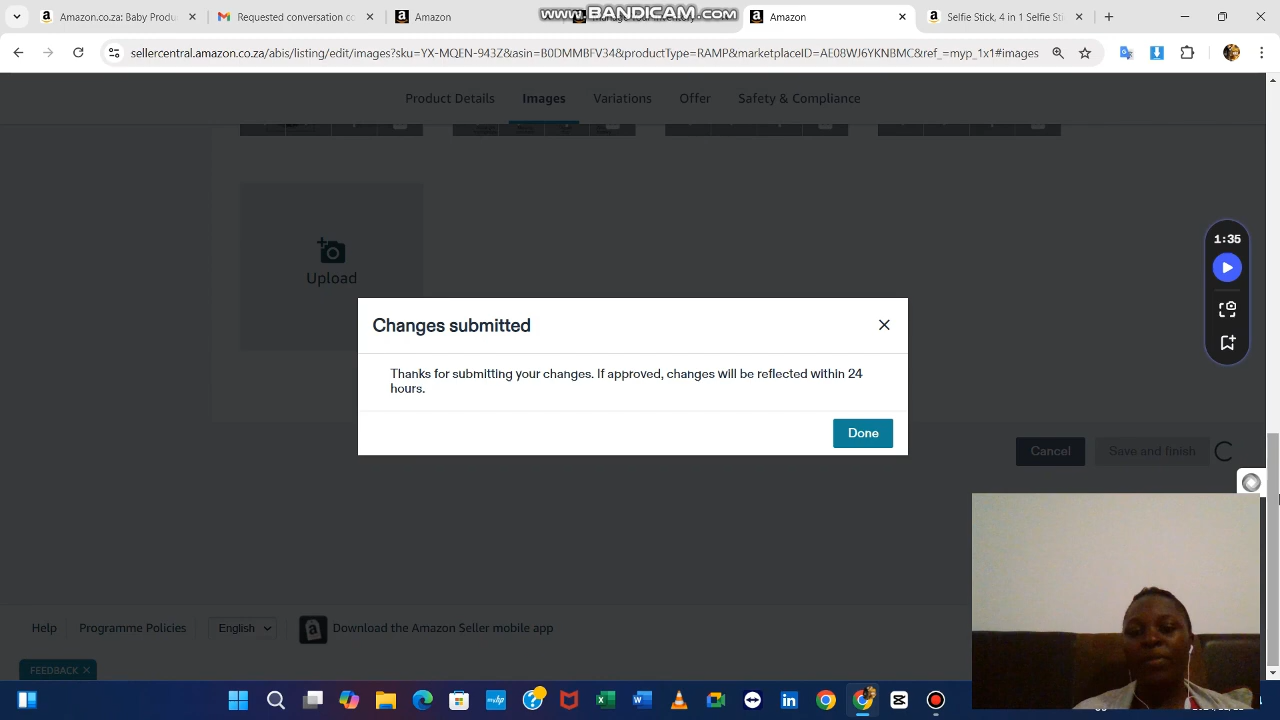 www.BANDICAM.com
Amazon.co.za: Baby Produc
Requested conversation co
Amazon
Amazon
Selfie Stick, 4 in 1 Selfie Sti
sellercentral.amazon.co.za/abis/listing/edit/images?sku=YX-MQEN-943Z&asin=B0DMMBFV34&productType=RAMP&marketplaceID=AE08WJ6YKNBMC&ref_=myp_1x1#images
Product Details
Images
Variations
Offer
Safety & Compliance
1:35
Upload
Changes submitted
Thanks for submitting your changes. If approved, changes will be reflected within 24
hours.
Done
Cancel
Save and finish
Help
Programme Policies
English
Download the Amazon Seller mobile app
FEEDBACK